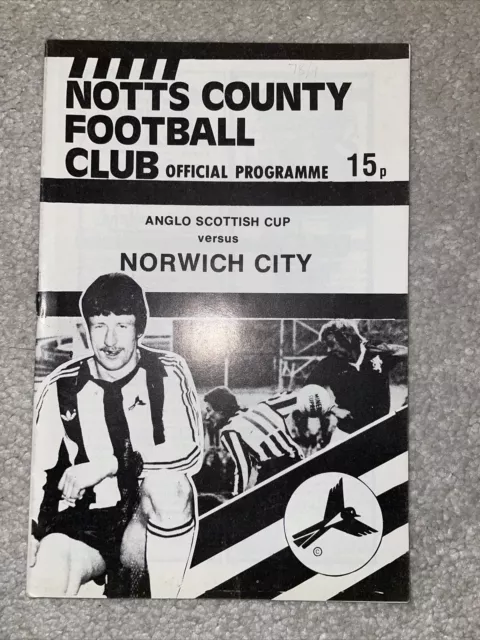 NOTTS COUNTY
FOOTBALL
CLUB OFFICIAL PROGRAMME 15p
ANGLO SCOTTISH CUP
versus
NORWICH CITY
©